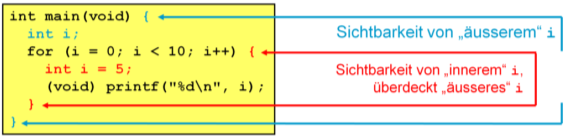 int main(void) {
int i;
for (i = 0; i < 10; i++) {
int i = 5;
(void) printf("%d\n", i);
}
}
Sichtbarkeit von „äusserem“ i
Sichtbarkeit von „innerem“ i,
überdeckt „äusseres“ i